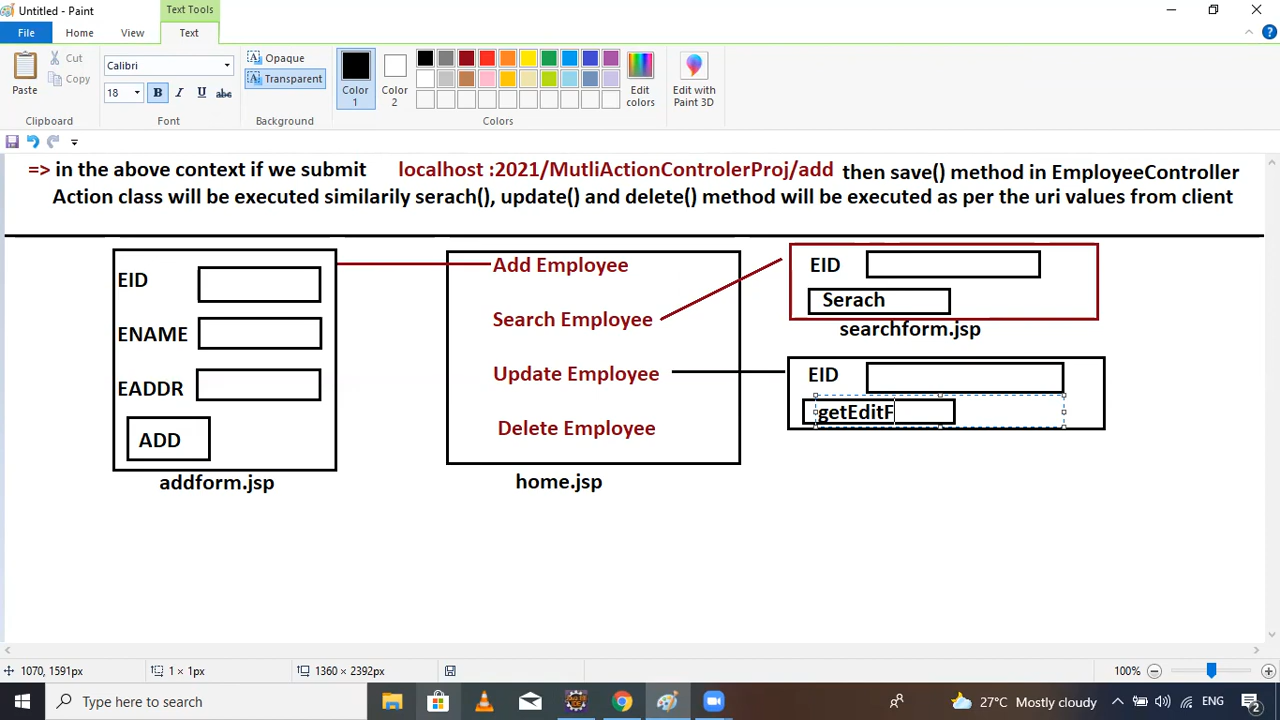 Untitled - Paint
Text Tools
File
Home
View
Text
Paste
Cut
Copy
Clipboard
Calibri
18
B
I
U
abc
Font
Opaque
Transparent
Background
Color 1
Color 2
Edit colors
Colors
Edit with Paint 3D
=> in the above context if we submit localhost :2021/MutliActionControlerProj/add then save() method in EmployeeController
Action class will be executed similarily serach(), update() and delete() method will be executed as per the uri values from client
EID
ENAME
EADDR
ADD
addform.jsp
Add Employee
Search Employee
Update Employee
Delete Employee
home.jsp
EID
Serach
searchform.jsp
EID
getEditF
1070, 1591px
1 × 1px
1360 × 2392px
100%
Type here to search
27°C Mostly cloudy
ENG
2